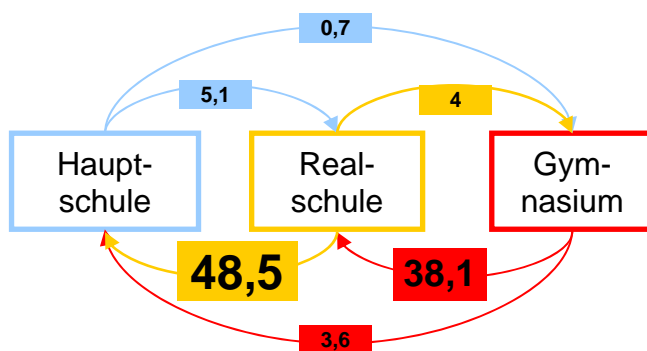 0,7
5,1
4
Haupt-
schule
Real-
schule
Gym-
nasium
48,5
38,1
3,6